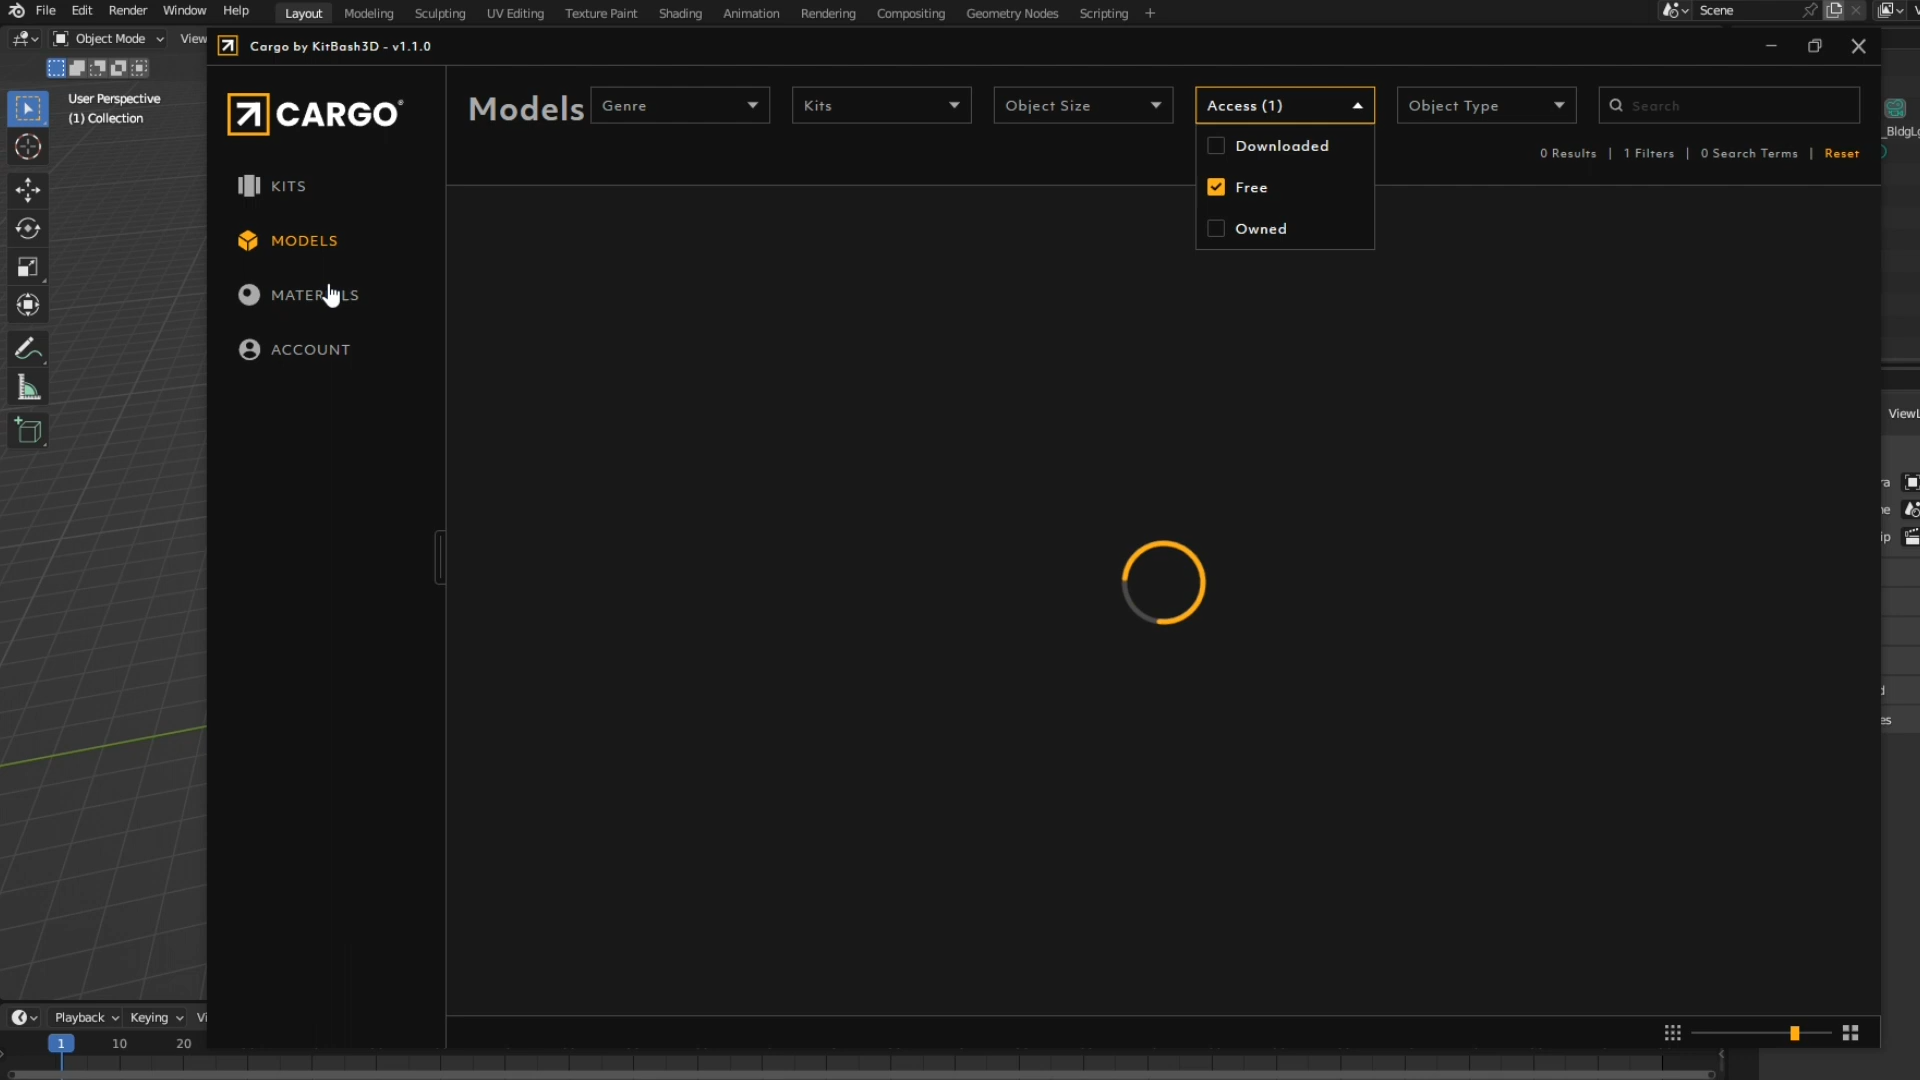 File Edit Render Window Help Layout Modeling Sculpting UV Editing Texture Paint Shading Animation Rendering Compositing Geometry Nodes Scripting + Scene
Object Mode View
Cargo by KitBash3D - v1.1.0
User Perspective
(1) Collection
CARGO
Models Genre Kits Object Size Access (1) Object Type Search
Downloaded
0 Results | 1 Filters | 0 Search Terms | Reset
Free
Owned
KITS
MODELS
MATERIALS
ACCOUNT
Playback Keying
1 10 20